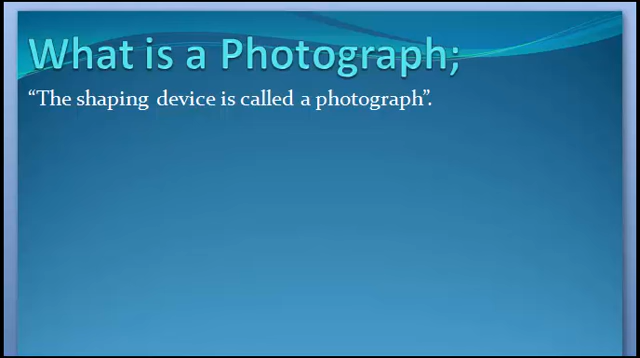 What is a Photograph;
“The shaping device is called a photograph”.